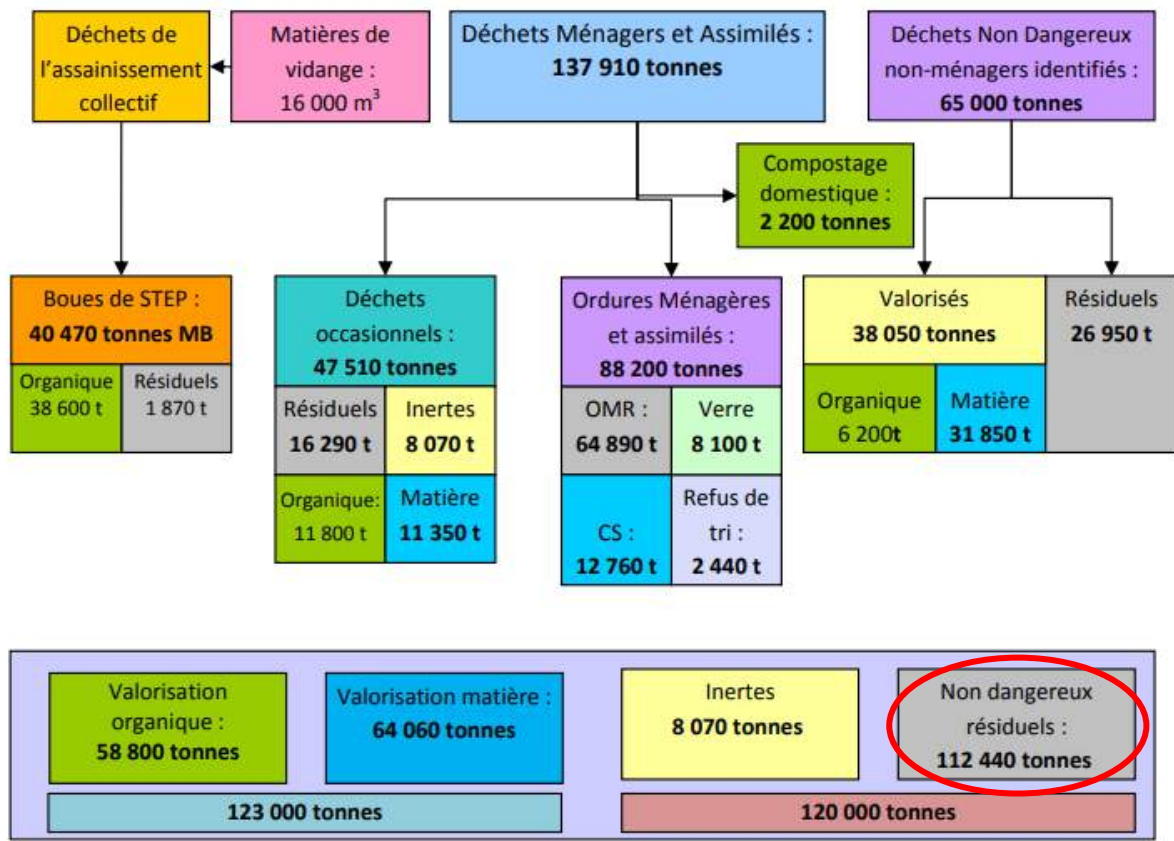 Déchets de
l'assainissement
collectif
Matières de
vidange :
16 000 m³
Déchets Ménagers et Assimilés :
137 910 tonnes
Déchets Non Dangereux
non-ménagers identifiés :
65 000 tonnes
Compostage
domestique :
2 200 tonnes
Boues de STEP :
40 470 tonnes MB
Organique
38 600 t
Résiduels
1 870 t
Déchets
occasionnels :
47 510 tonnes
Résiduels
16 290 t
Inertes
8 070 t
Organique:
11 800 t
Matière
11 350 t
Ordures Ménagères
et assimilés :
88 200 tonnes
OMR :
64 890 t
Verre
8 100 t
CS :
12 760 t
Refus de
tri :
2 440 t
Valorisés
38 050 tonnes
Organique
6 200t
Matière
31 850 t
Résiduels
26 950 t
Valorisation
organique :
58 800 tonnes
Valorisation matière :
64 060 tonnes
Inertes
8 070 tonnes
Non dangereux
résiduels :
112 440 tonnes
123 000 tonnes
120 000 tonnes